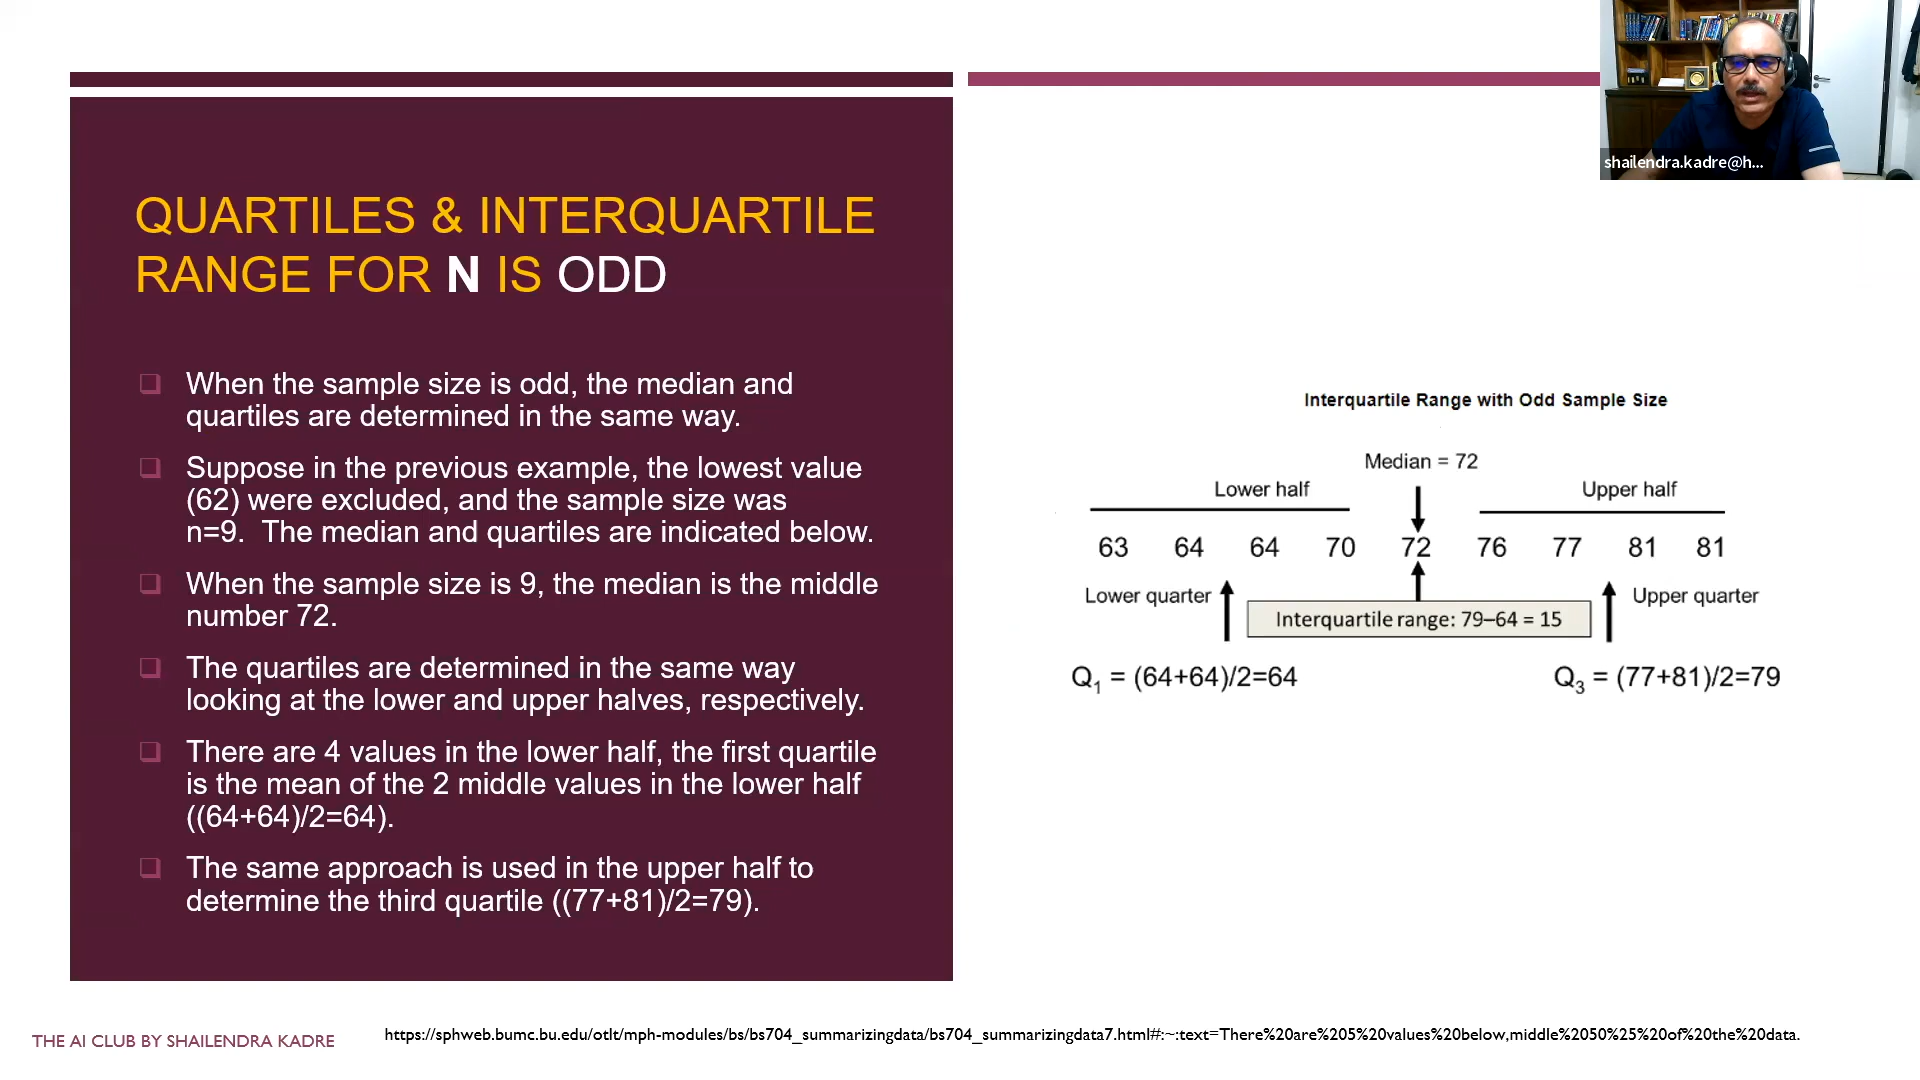 shailendra.kadre@h...
QUARTILES & INTERQUARTILE
RANGE FOR N IS ODD
❑ When the sample size is odd, the median and
quartiles are determined in the same way.
❑ Suppose in the previous example, the lowest value
(62) were excluded, and the sample size was
n=9.  The median and quartiles are indicated below.
❑ When the sample size is 9, the median is the middle
number 72.
❑ The quartiles are determined in the same way
looking at the lower and upper halves, respectively.
❑ There are 4 values in the lower half, the first quartile
is the mean of the 2 middle values in the lower half
((64+64)/2=64).
❑ The same approach is used in the upper half to
determine the third quartile ((77+81)/2=79).
Interquartile Range with Odd Sample Size
Median = 72
Lower half Upper half
63 64 64 70 72 76 77 81 81
Lower quarter Upper quarter
Interquartile range: 79–64 = 15
Q₁ = (64+64)/2=64 Q₃ = (77+81)/2=79
THE AI CLUB BY SHAILENDRA KADRE
https://sphweb.bumc.bu.edu/otlt/mph-modules/bs/bs704_summarizingdata/bs704_summarizingdata7.html#:~:text=There%20are%205%20values%20below,middle%2050%25%20of%20the%20data.